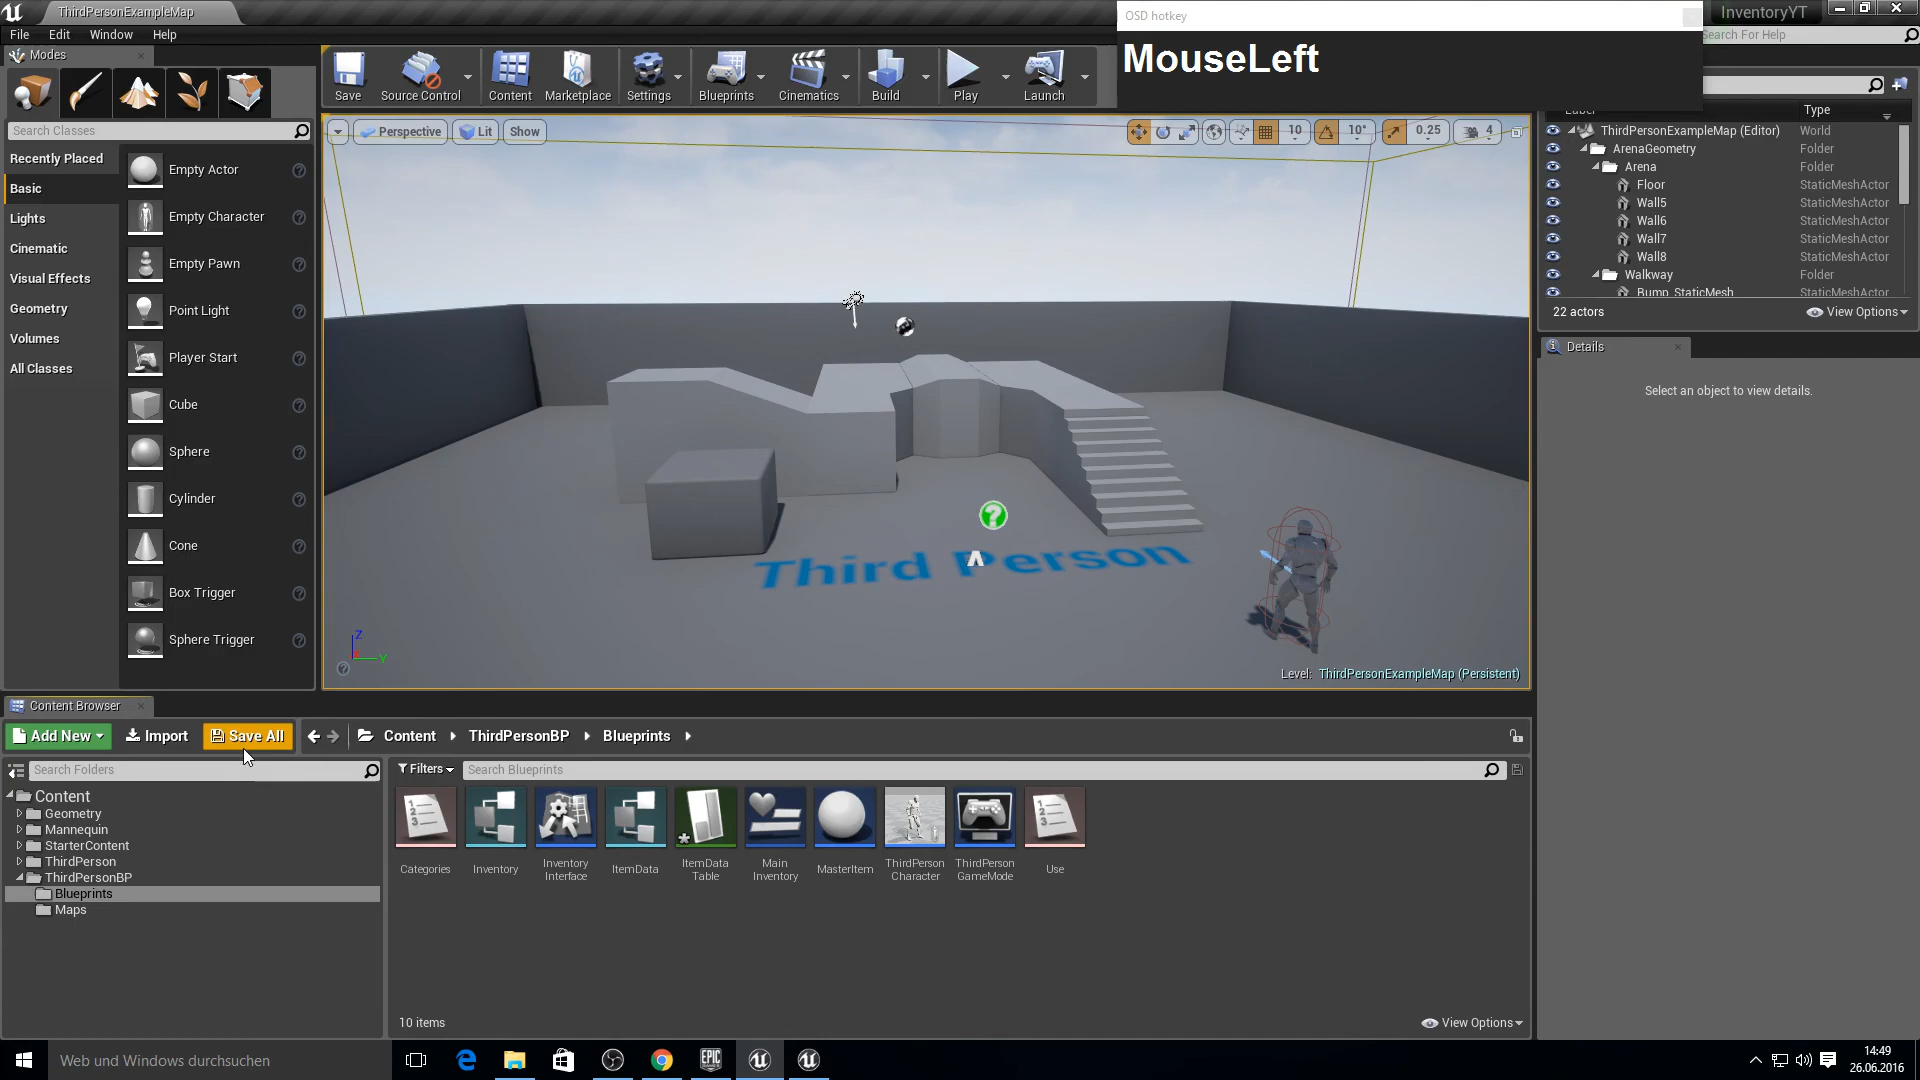 ThirdPersonExampleMap
OSD hotkey
InventoryYT
File Edit Window Help
MouseLeft
Search For Help
Modes
Save
Source Control
Content
Marketplace
Settings
Blueprints
Cinematics
Build
Play
Launch
Type
Search Classes
Perspective
Lit
Show
10
10°
0.25
4
ThirdPersonExampleMap (Editor) World
ArenaGeometry Folder
Arena Folder
Floor StaticMeshActor
Wall5 StaticMeshActor
Wall6 StaticMeshActor
Wall7 StaticMeshActor
Wall8 StaticMeshActor
Walkway Folder
Bump_StaticMesh StaticMeshActor
22 actors
View Options
Details
Select an object to view details.
Recently Placed
Basic
Lights
Cinematic
Visual Effects
Geometry
Volumes
All Classes
Empty Actor
Empty Character
Empty Pawn
Point Light
Player Start
Cube
Sphere
Cylinder
Cone
Box Trigger
Sphere Trigger
Third Person
Z
Y
Level: ThirdPersonExampleMap (Persistent)
Content Browser
Add New
Import
Save All
Content
ThirdPersonBP
Blueprints
Search Folders
Filters
Search Blueprints
Content
Geometry
Mannequin
StarterContent
ThirdPerson
ThirdPersonBP
Blueprints
Maps
Categories
Inventory
Inventory
Interface
ItemData
ItemData
Table
Main
Inventory
MasterItem
ThirdPerson
Character
ThirdPerson
GameMode
Use
10 items
View Options
Web und Windows durchsuchen
EPIC
GAMES
14:49
26.06.2016